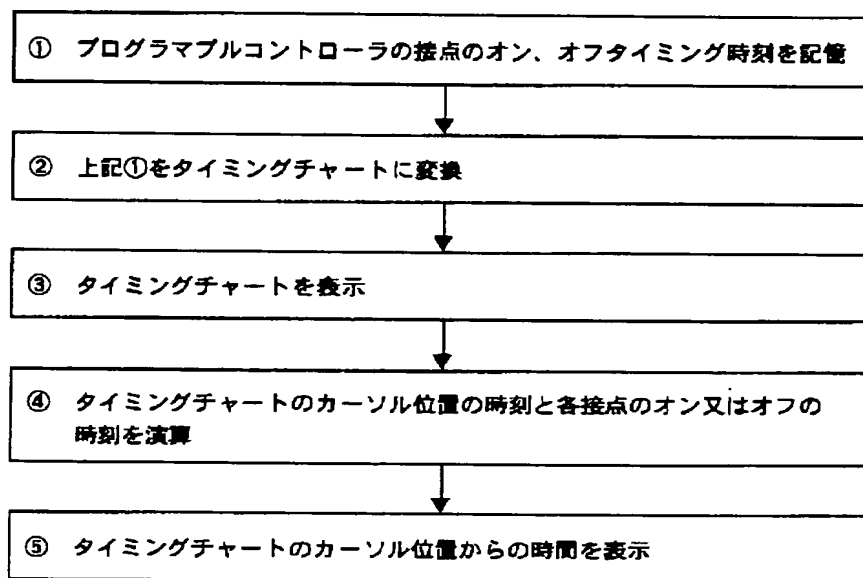 ① プログラマブルコントローラの接点のオン、オフタイミング時刻を記憶
② 上記①をタイミングチャートに変換
③ タイミングチャートを表示
④ タイミングチャートのカーソル位置の時刻と各接点のオン又はオフの
時刻を演算
⑤ タイミングチャートのカーソル位置からの時間を表示